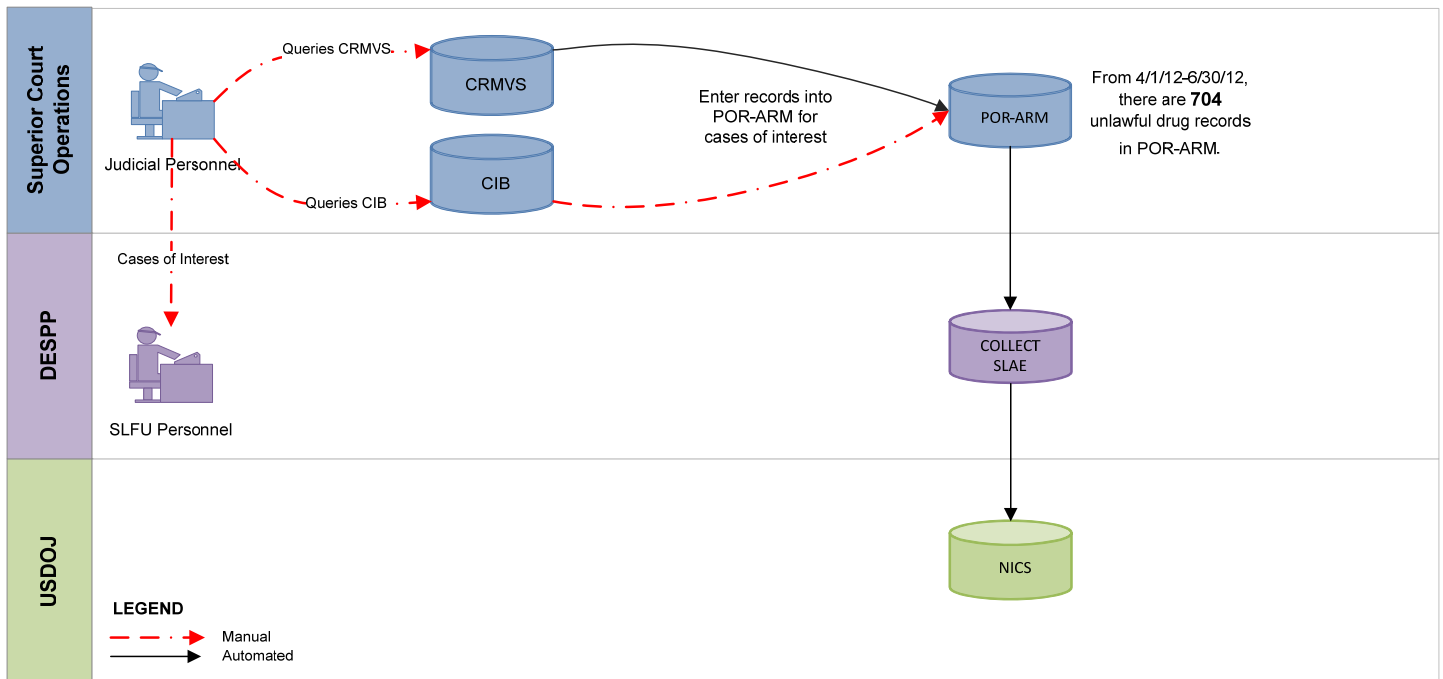 Superior Court
Operations
Judicial Personnel
Queries CRMVS
CRMVS
Queries CIB
CIB
Enter records into
POR-ARM for
cases of interest
POR-ARM
From 4/1/12-6/30/12,
there are 704
unlawful drug records
in POR-ARM.
DESPP
Cases of Interest
SLFU Personnel
COLLECT
SLAE
USDOJ
NICS
LEGEND
Manual
Automated